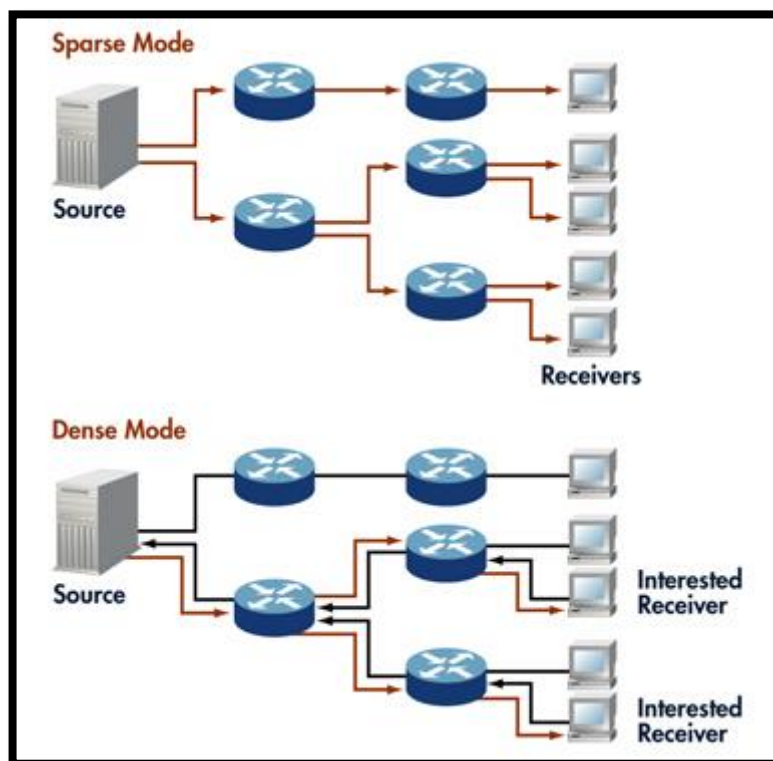 Sparse Mode
Source
Receivers
Dense Mode
Source
Interested
Receiver
Interested
Receiver